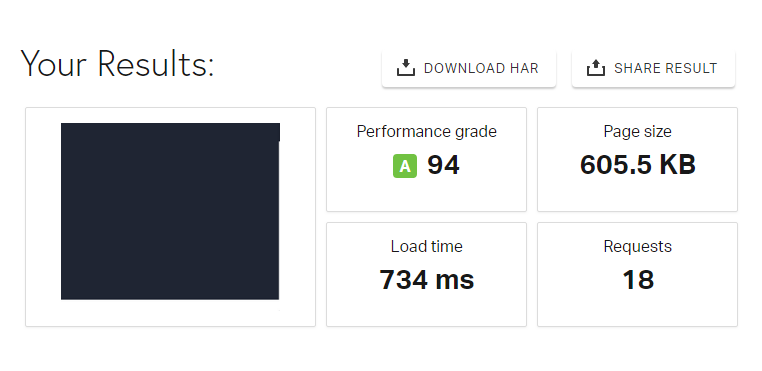 Your Results:
DOWNLOAD HAR
SHARE RESULT
Performance grade
A 94
Page size
605.5 KB
Load time
734 ms
Requests
18